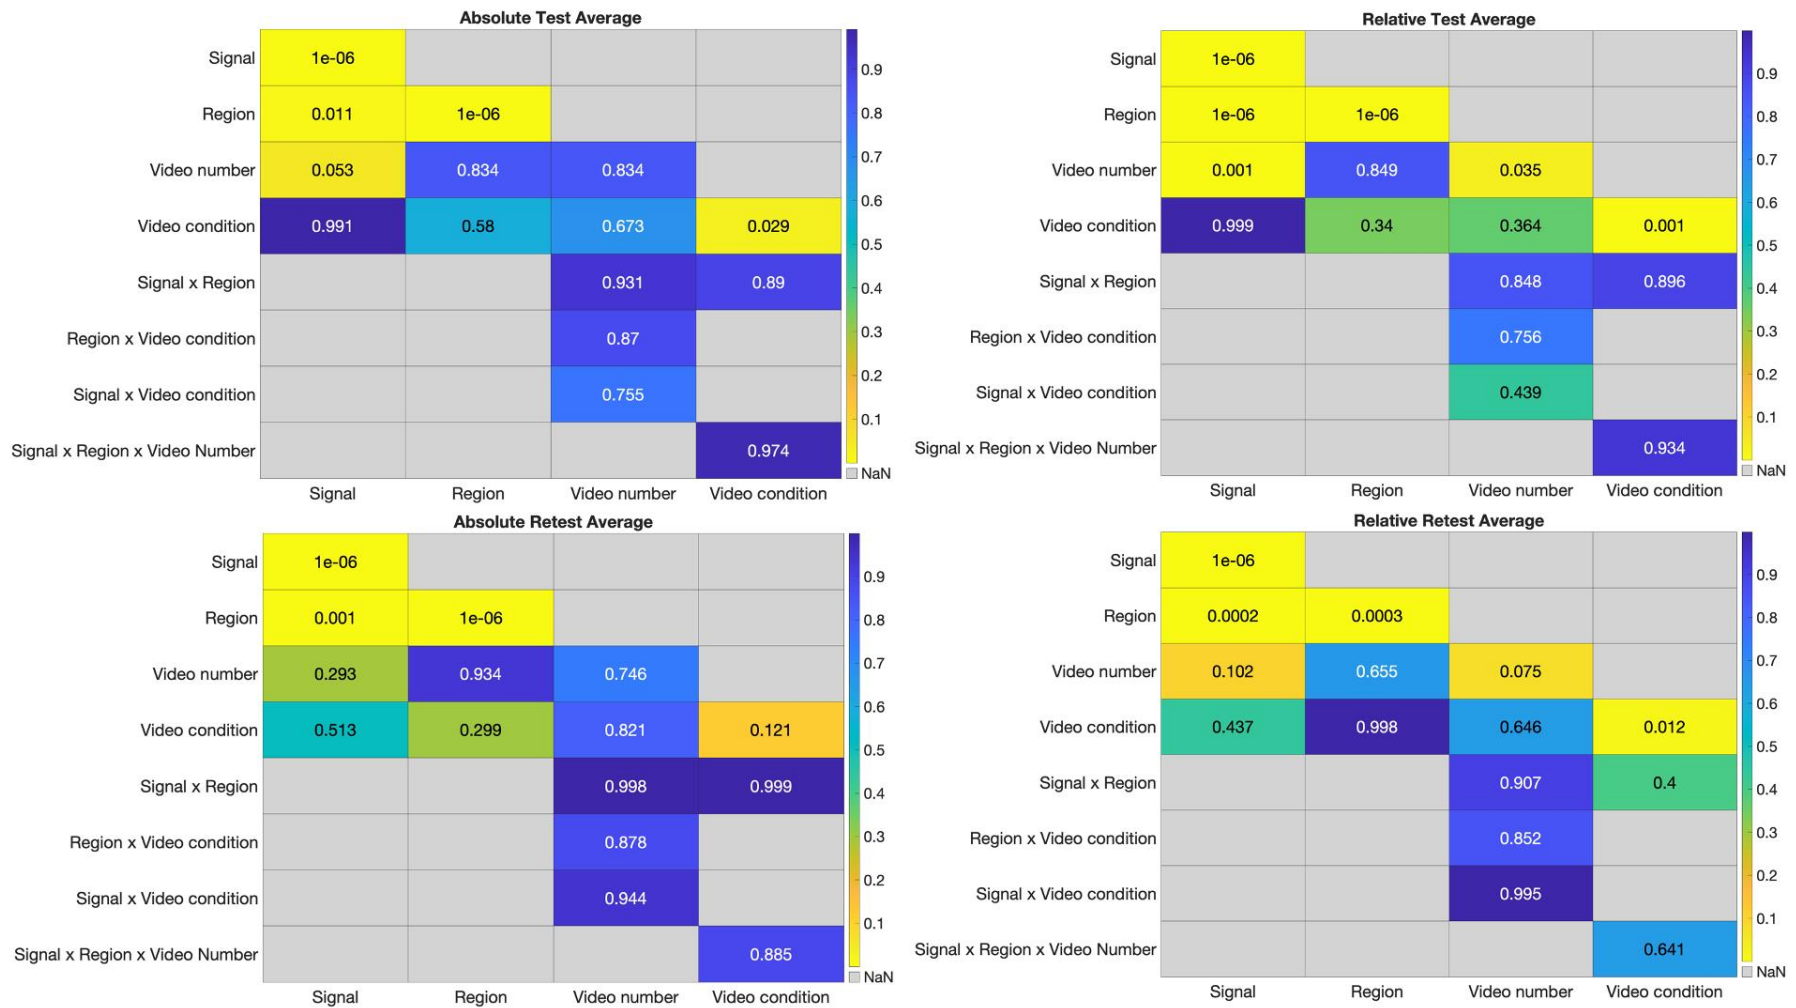 Absolute Test Average
Signal 1e-06
0.9
Region 0.011 1e-06
0.8
Video number 0.053 0.834 0.834
0.7
0.6
Video condition 0.991 0.58 0.673 0.029
0.5
Signal x Region 0.931 0.89
0.4
Region x Video condition 0.87
0.3
0.2
Signal x Video condition 0.755
0.1
Signal x Region x Video Number 0.974
NaN
Signal Region Video number Video condition
Relative Test Average
Signal 1e-06
0.9
Region 1e-06 1e-06
0.8
Video number 0.001 0.849 0.035
0.7
0.6
Video condition 0.999 0.34 0.364 0.001
0.5
Signal x Region 0.848 0.896
0.4
Region x Video condition 0.756
0.3
0.2
Signal x Video condition 0.439
0.1
Signal x Region x Video Number 0.934
NaN
Signal Region Video number Video condition
Absolute Retest Average
Signal 1e-06
0.9
Region 0.001 1e-06
0.8
Video number 0.293 0.934 0.746
0.7
0.6
Video condition 0.513 0.299 0.821 0.121
0.5
Signal x Region 0.998 0.999
0.4
Region x Video condition 0.878
0.3
0.2
Signal x Video condition 0.944
0.1
Signal x Region x Video Number 0.885
NaN
Signal Region Video number Video condition
Relative Retest Average
Signal 1e-06
0.9
Region 0.0002 0.0003
0.8
Video number 0.102 0.655 0.075
0.7
0.6
Video condition 0.437 0.998 0.646 0.012
0.5
Signal x Region 0.907 0.4
0.4
Region x Video condition 0.852
0.3
0.2
Signal x Video condition 0.995
0.1
Signal x Region x Video Number 0.641
NaN
Signal Region Video number Video condition